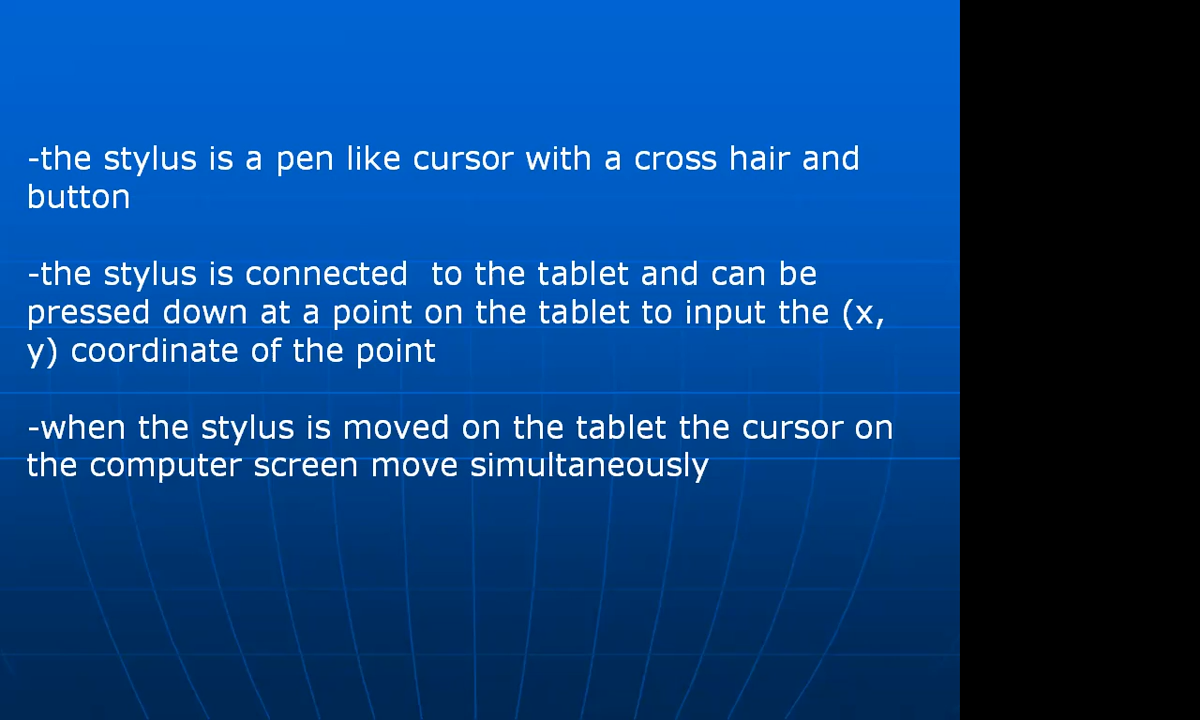 -the stylus is a pen like cursor with a cross hair and
button
-the stylus is connected  to the tablet and can be
pressed down at a point on the tablet to input the (x,
y) coordinate of the point
-when the stylus is moved on the tablet the cursor on
the computer screen move simultaneously